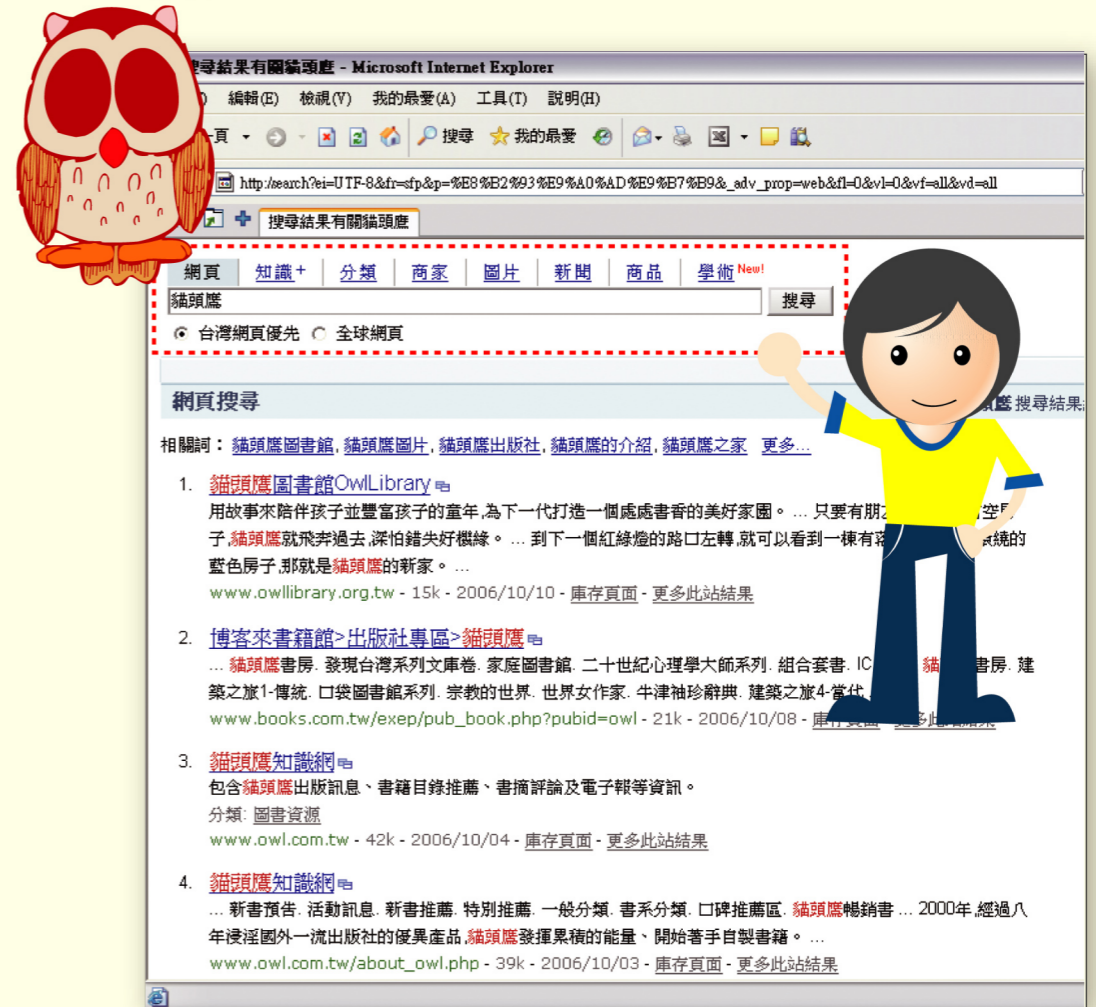 搜尋結果有關貓頭鷹 - Microsoft Internet Explorer
編輯(E) 檢視(V) 我的最愛(A) 工具(T) 說明(H)
頁 搜尋 我的最愛
http:/search?ei=UTF-8&fr=sfp&p=%E8%B2%93%E9%A0%AD%E9%B7%B9&_adv_prop=web&fl=0&vl=0&vf=all&vd=all
搜尋結果有關貓頭鷹
網頁 知識+ 分類 商家 圖片 新聞 商品 學術 New!
貓頭鷹 搜尋
台灣網頁優先 全球網頁
網頁搜尋 搜尋結果
相關詞: 貓頭鷹圖書館, 貓頭鷹圖片, 貓頭鷹出版社, 貓頭鷹的介紹, 貓頭鷹之家 更多...
1. 貓頭鷹圖書館OwlLibrary
用故事來陪伴孩子並豐富孩子的童年,為下一代打造一個處處書香的美好家園。 ... 只要有朋 空房
子,貓頭鷹就飛奔過去,深怕錯失好機緣。 ... 到下一個紅綠燈的路口左轉,就可以看到一棟有落 繞的
藍色房子,那就是貓頭鷹的新家。 ...
www.owllibrary.org.tw - 15k - 2006/10/10 - 庫存頁面 - 更多此站結果
2. 博客來書籍館>出版社專區>貓頭鷹
... 貓頭鷹書房. 發現台灣系列文庫卷. 家庭圖書館. 二十世紀心理學大師系列. 組合套書. IC 貓 書房. 建
築之旅1-傳統. 口袋圖書館系列. 宗教的世界. 世界女作家. 牛津袖珍辭典. 建築之旅4-當代
www.books.com.tw/exep/pub_book.php?pubid=owl - 21k - 2006/10/08 - 庫存頁面 - 更多此站結果
3. 貓頭鷹知識網
包含貓頭鷹出版訊息、書籍目錄推薦、書摘評論及電子報等資訊。
分類: 圖書資源
www.owl.com.tw - 42k - 2006/10/04 - 庫存頁面 - 更多此站結果
4. 貓頭鷹知識網
... 新書預告. 活動訊息. 新書推薦. 特別推薦. 一般分類. 書系分類. 口碑推薦區. 貓頭鷹暢銷書 ... 2000年,經過八
年浸淫國外一流出版社的優異產品,貓頭鷹發揮累積的能量、開始著手自製書籍。 ...
www.owl.com.tw/about_owl.php - 39k - 2006/10/03 - 庫存頁面 - 更多此站結果